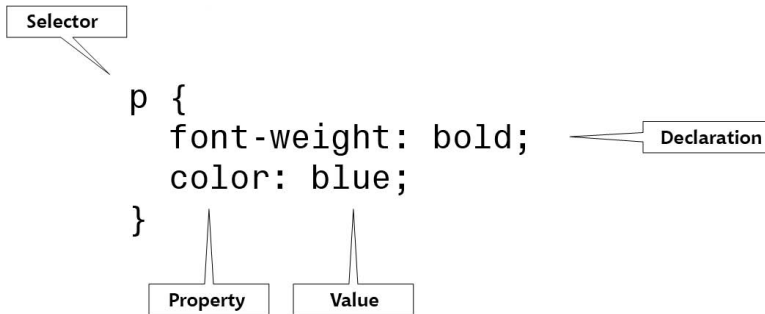 Selector
p {
font-weight: bold;
Declaration
color: blue;
}
Property
Value